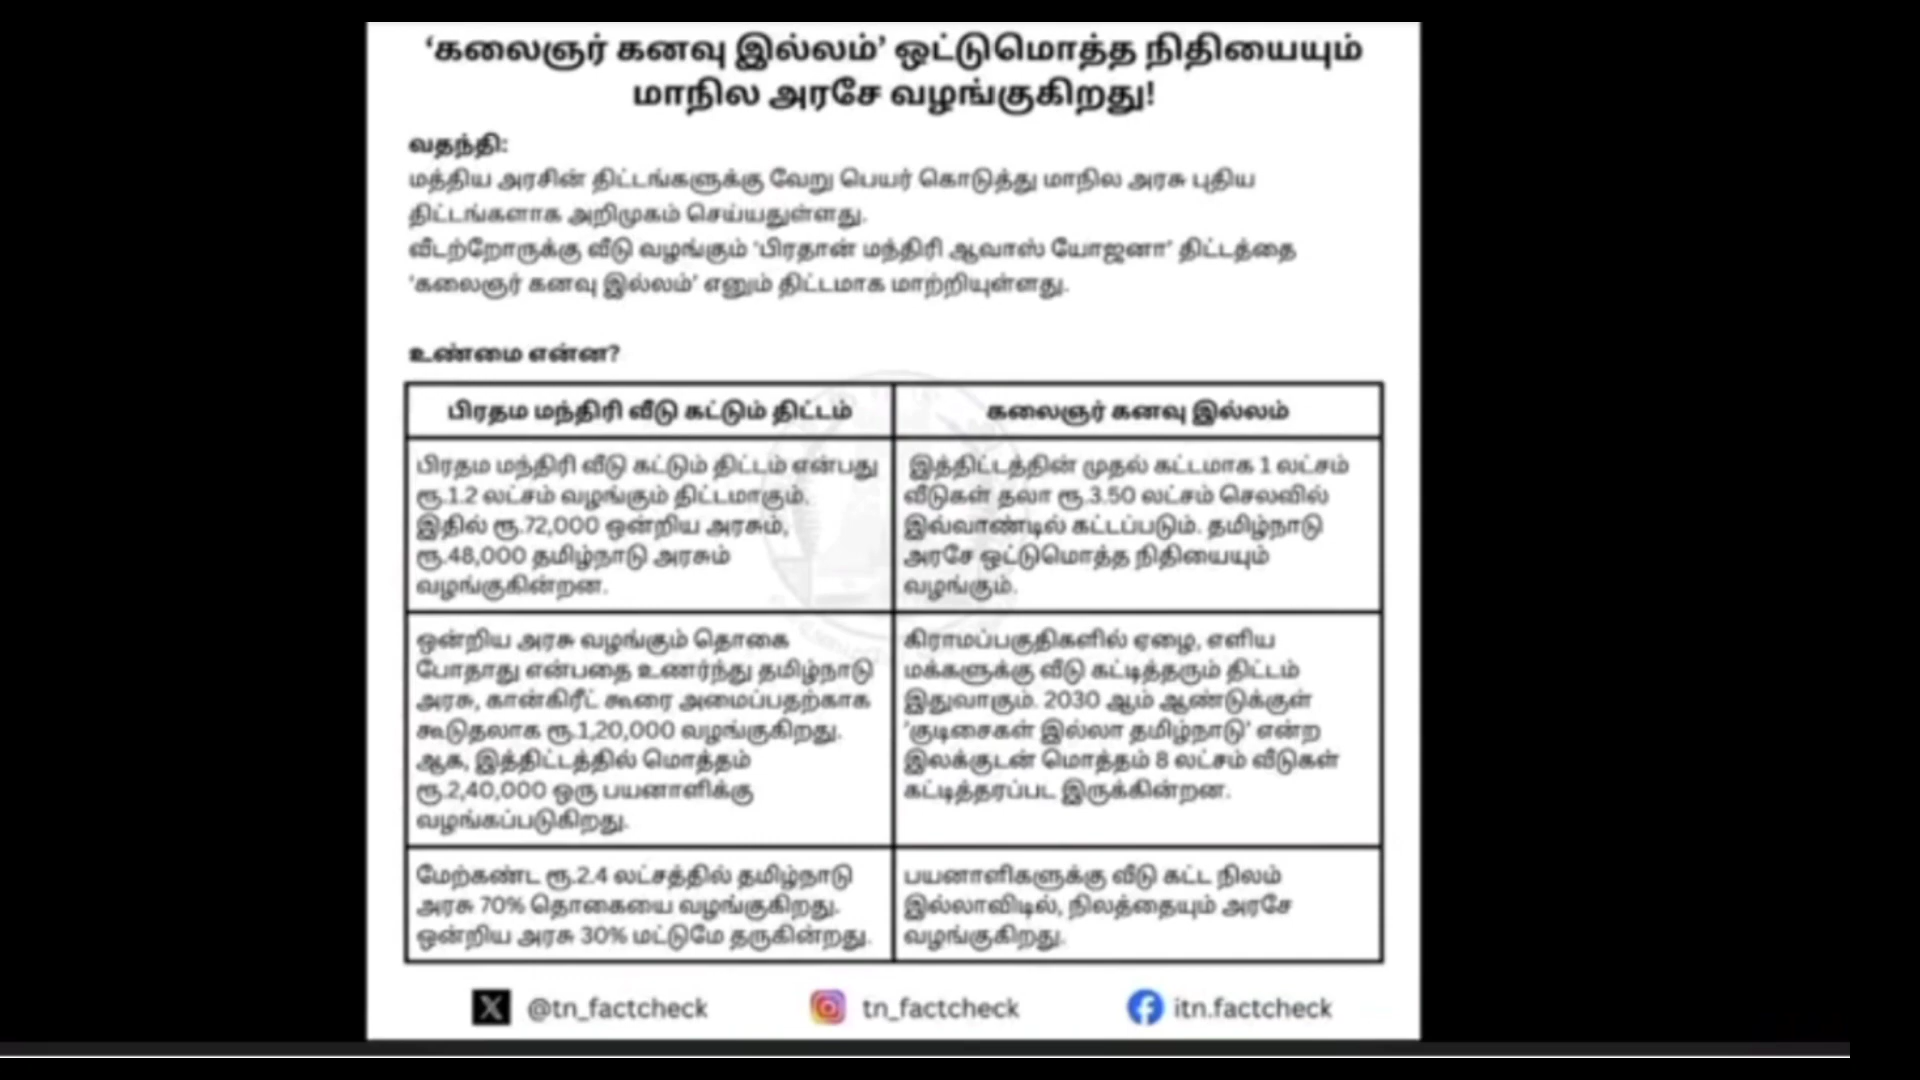 ‘கலைஞர் கனவு இல்லம்’ ஒட்டுமொத்த நிதியையும்
மாநில அரசே வழங்குகிறது!
வதந்தி:
மத்திய அரசின் திட்டங்களுக்கு வேறு பெயர் கொடுத்து மாநில அரசு புதிய
திட்டங்களாக அறிமுகம் செய்யதுள்ளது.
வீடற்றோருக்கு வீடு வழங்கும் 'பிரதான் மந்திரி ஆவாஸ் யோஜனா' திட்டத்தை
'கலைஞர் கனவு இல்லம்' எனும் திட்டமாக மாற்றியுள்ளது.
உண்மை என்ன?
பிரதம மந்திரி வீடு கட்டும் திட்டம்
கலைஞர் கனவு இல்லம்
பிரதம மந்திரி வீடு கட்டும் திட்டம் என்பது
ரூ.1.2 லட்சம் வழங்கும் திட்டமாகும்.
இதில் ரூ.72,000 ஒன்றிய அரசும்,
ரூ.48,000 தமிழ்நாடு அரசும்
வழங்குகின்றன.
இத்திட்டத்தின் முதல் கட்டமாக 1 லட்சம்
வீடுகள் தலா ரூ.3.50 லட்சம் செலவில்
இவ்வாண்டில் கட்டப்படும். தமிழ்நாடு
அரசே ஒட்டுமொத்த நிதியையும்
வழங்கும்.
ஒன்றிய அரசு வழங்கும் தொகை
போதாது என்பதை உணர்ந்து தமிழ்நாடு
அரசு, கான்கிரீட் கூரை அமைப்பதற்காக
கூடுதலாக ரூ.1,20,000 வழங்குகிறது.
ஆக, இத்திட்டத்தில் மொத்தம்
ரூ.2,40,000 ஒரு பயனாளிக்கு
வழங்கப்படுகிறது.
கிராமப்பகுதிகளில் ஏழை, எளிய
மக்களுக்கு வீடு கட்டித்தரும் திட்டம்
இதுவாகும். 2030 ஆம் ஆண்டுக்குள்
'குடிசைகள் இல்லா தமிழ்நாடு' என்ற
இலக்குடன் மொத்தம் 8 லட்சம் வீடுகள்
கட்டித்தரப்பட இருக்கின்றன.
மேற்கண்ட ரூ.2.4 லட்சத்தில் தமிழ்நாடு
அரசு 70% தொகையை வழங்குகிறது.
ஒன்றிய அரசு 30% மட்டுமே தருகின்றது.
பயனாளிகளுக்கு வீடு கட்ட நிலம்
இல்லாவிடில், நிலத்தையும் அரசே
வழங்குகிறது.
@tn_factcheck
tn_factcheck
itn.factcheck